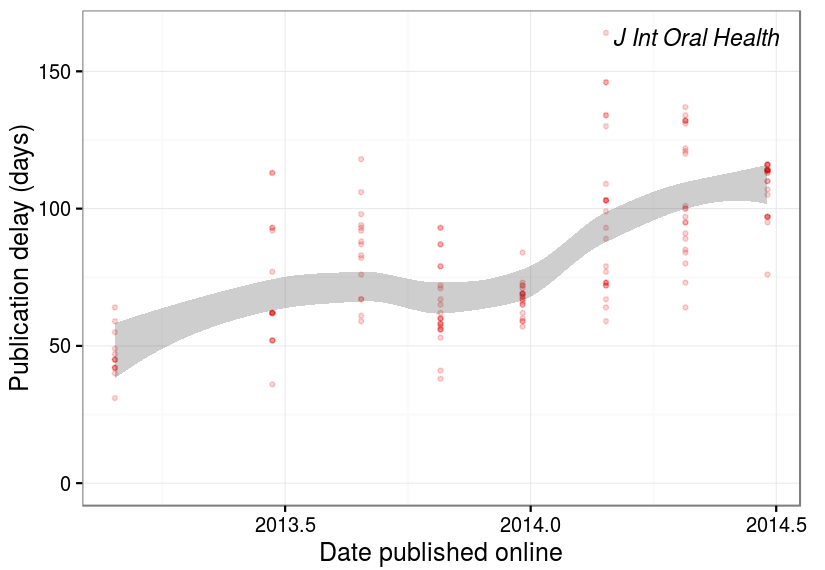 J Int Oral Health
Publication delay (days)
150
100
50
0
2013.5
2014.0
2014.5
Date published online